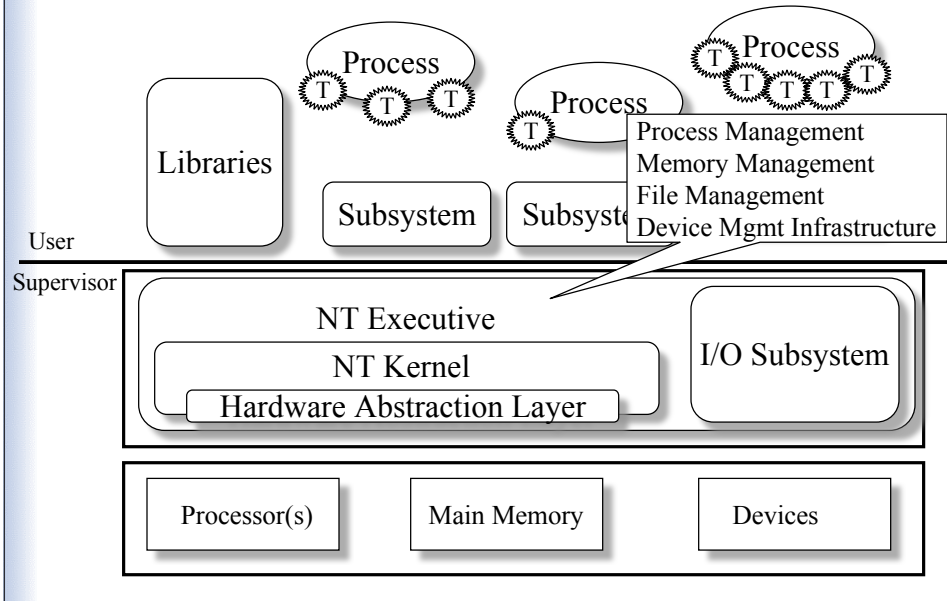 Process
T
T
T
Process
T
Process
T
T
T
T
T
Libraries
Process Management
Memory Management
File Management
Device Mgmt Infrastructure
Subsystem
Subsyste
User
Supervisor
NT Executive
NT Kernel
Hardware Abstraction Layer
I/O Subsystem
Processor(s)
Main Memory
Devices